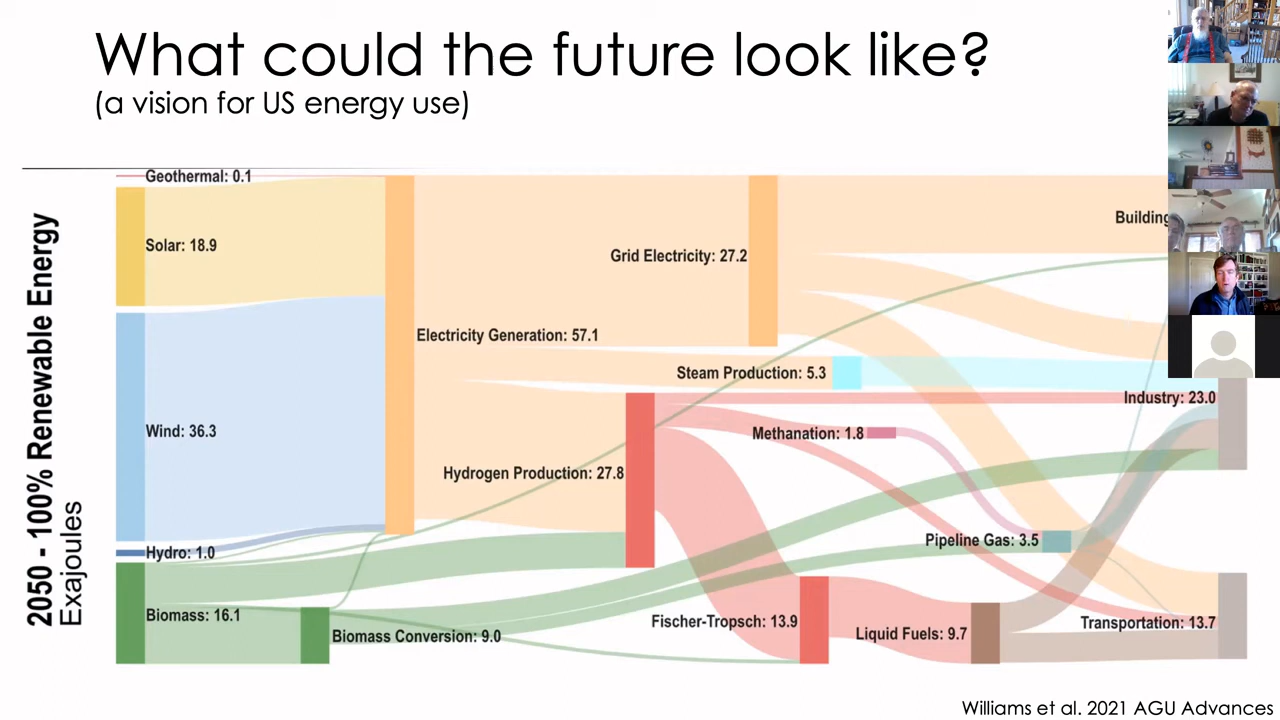 What could the future look like?
(a vision for US energy use)
2050 - 100% Renewable Energy
Exajoules
Geothermal: 0.1
Solar: 18.9
Wind: 36.3
Hydro: 1.0
Biomass: 16.1
Biomass Conversion: 9.0
Electricity Generation: 57.1
Grid Electricity: 27.2
Steam Production: 5.3
Hydrogen Production: 27.8
Methanation: 1.8
Pipeline Gas: 3.5
Fischer-Tropsch: 13.9
Liquid Fuels: 9.7
Building
Industry: 23.0
Transportation: 13.7
Williams et al. 2021 AGU Advances